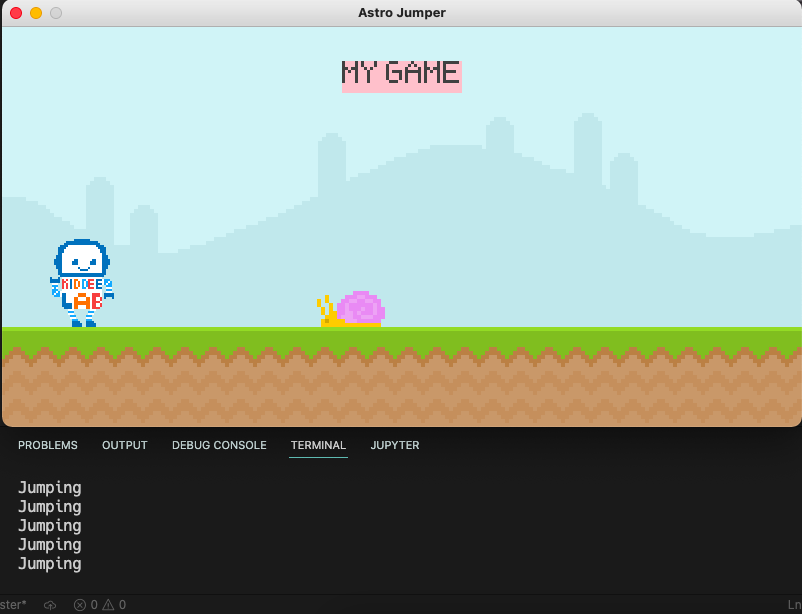 Astro Jumper
MY GAME
KIDDEE
LAB
PROBLEMS OUTPUT DEBUG CONSOLE TERMINAL JUPYTER
Jumping
Jumping
Jumping
Jumping
Jumping
ster* 0 0 Ln